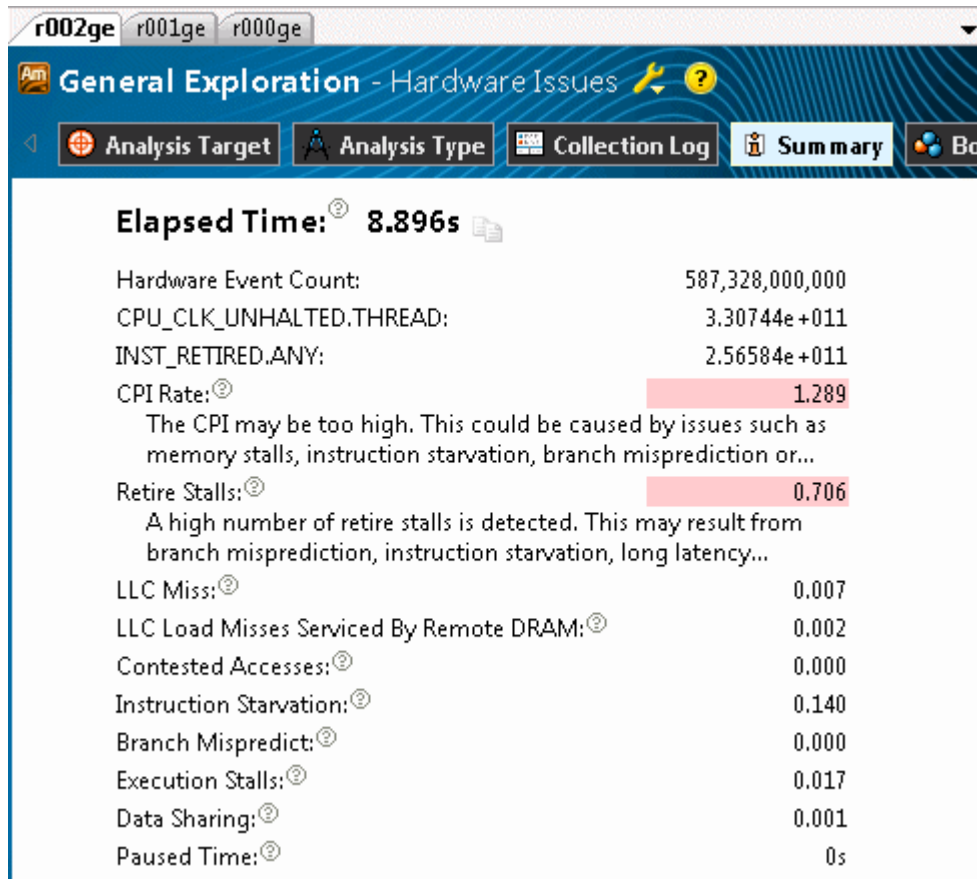 r002ge r001ge r000ge
Am General Exploration - Hardware Issues ?
Analysis Target Analysis Type Collection Log Summary Bo
Elapsed Time: ? 8.896s
Hardware Event Count: 587,328,000,000
CPU_CLK_UNHALTED.THREAD: 3.30744e+011
INST_RETIRED.ANY: 2.56584e+011
CPI Rate: ? 1.289
The CPI may be too high. This could be caused by issues such as
memory stalls, instruction starvation, branch misprediction or...
Retire Stalls: ? 0.706
A high number of retire stalls is detected. This may result from
branch misprediction, instruction starvation, long latency...
LLC Miss: ? 0.007
LLC Load Misses Serviced By Remote DRAM: ? 0.002
Contested Accesses: ? 0.000
Instruction Starvation: ? 0.140
Branch Mispredict: ? 0.000
Execution Stalls: ? 0.017
Data Sharing: ? 0.001
Paused Time: ? 0s